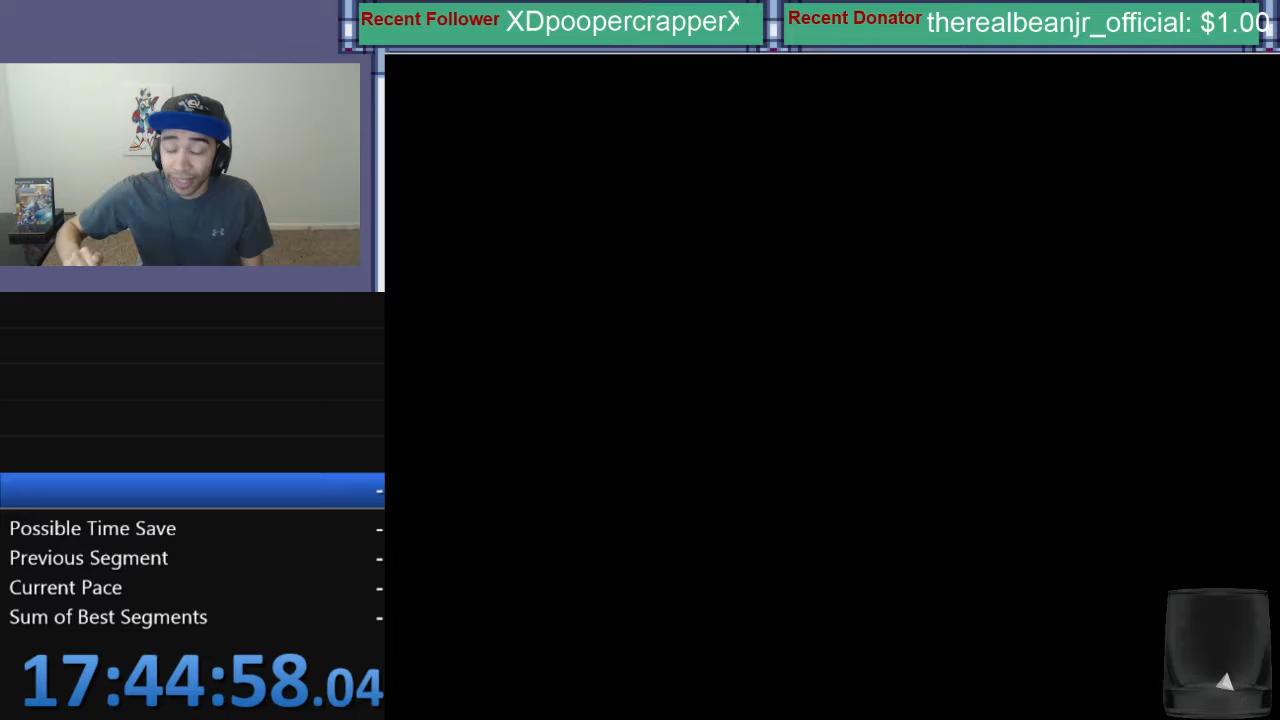 Recent Follower XDpoopercrapperX
Recent Donator therealbeanjr_official: $1.00
-
Possible Time Save -
Previous Segment -
Current Pace -
Sum of Best Segments -
17:44:58.04